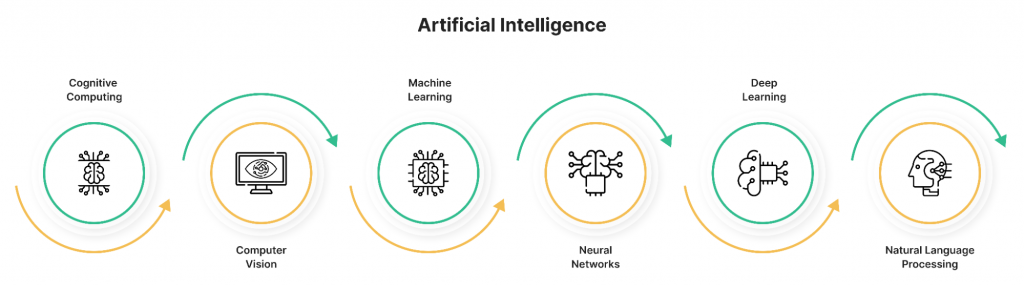 Artificial Intelligence
Cognitive
Computing
Computer
Vision
Machine
Learning
Neural
Networks
Deep
Learning
Natural Language
Processing